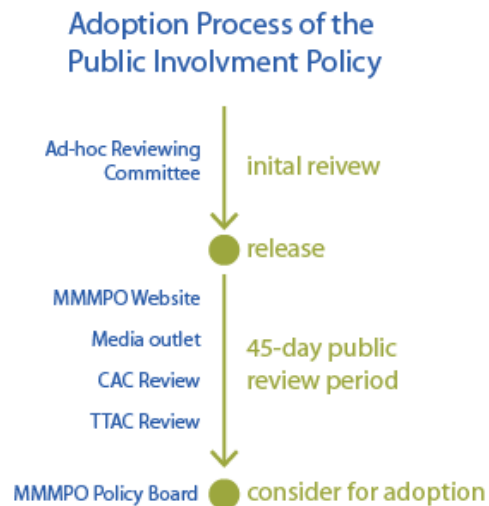 Adoption Process of the
Public Involvment Policy
Ad-hoc Reviewing
Committee
inital reivew
release
MMMPO Website
Media outlet
CAC Review
TTAC Review
45-day public
review period
MMMPO Policy Board
consider for adoption